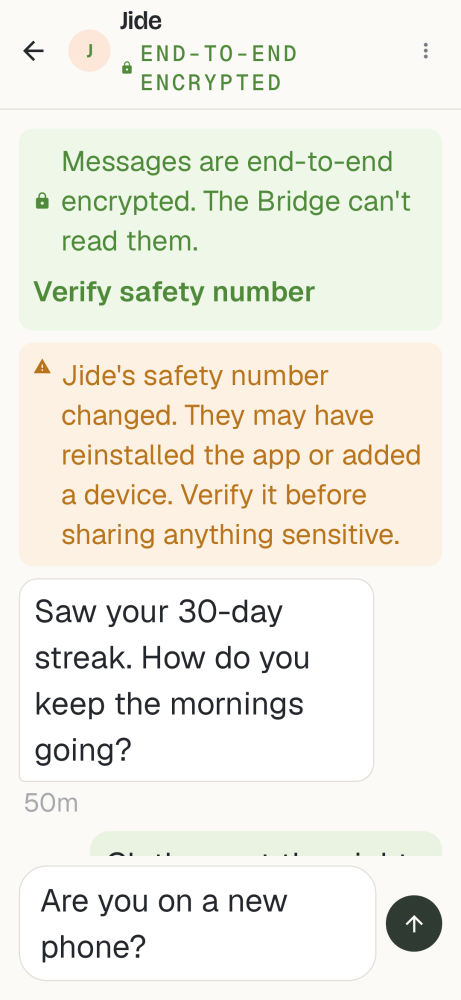 Jide
J
END-TO-END
ENCRYPTED
Messages are end-to-end
encrypted. The Bridge can't
read them.
Verify safety number
Jide's safety number
changed. They may have
reinstalled the app or added
a device. Verify it before
sharing anything sensitive.
Saw your 30-day
streak. How do you
keep the mornings
going?
50m
Are you on a new
phone?